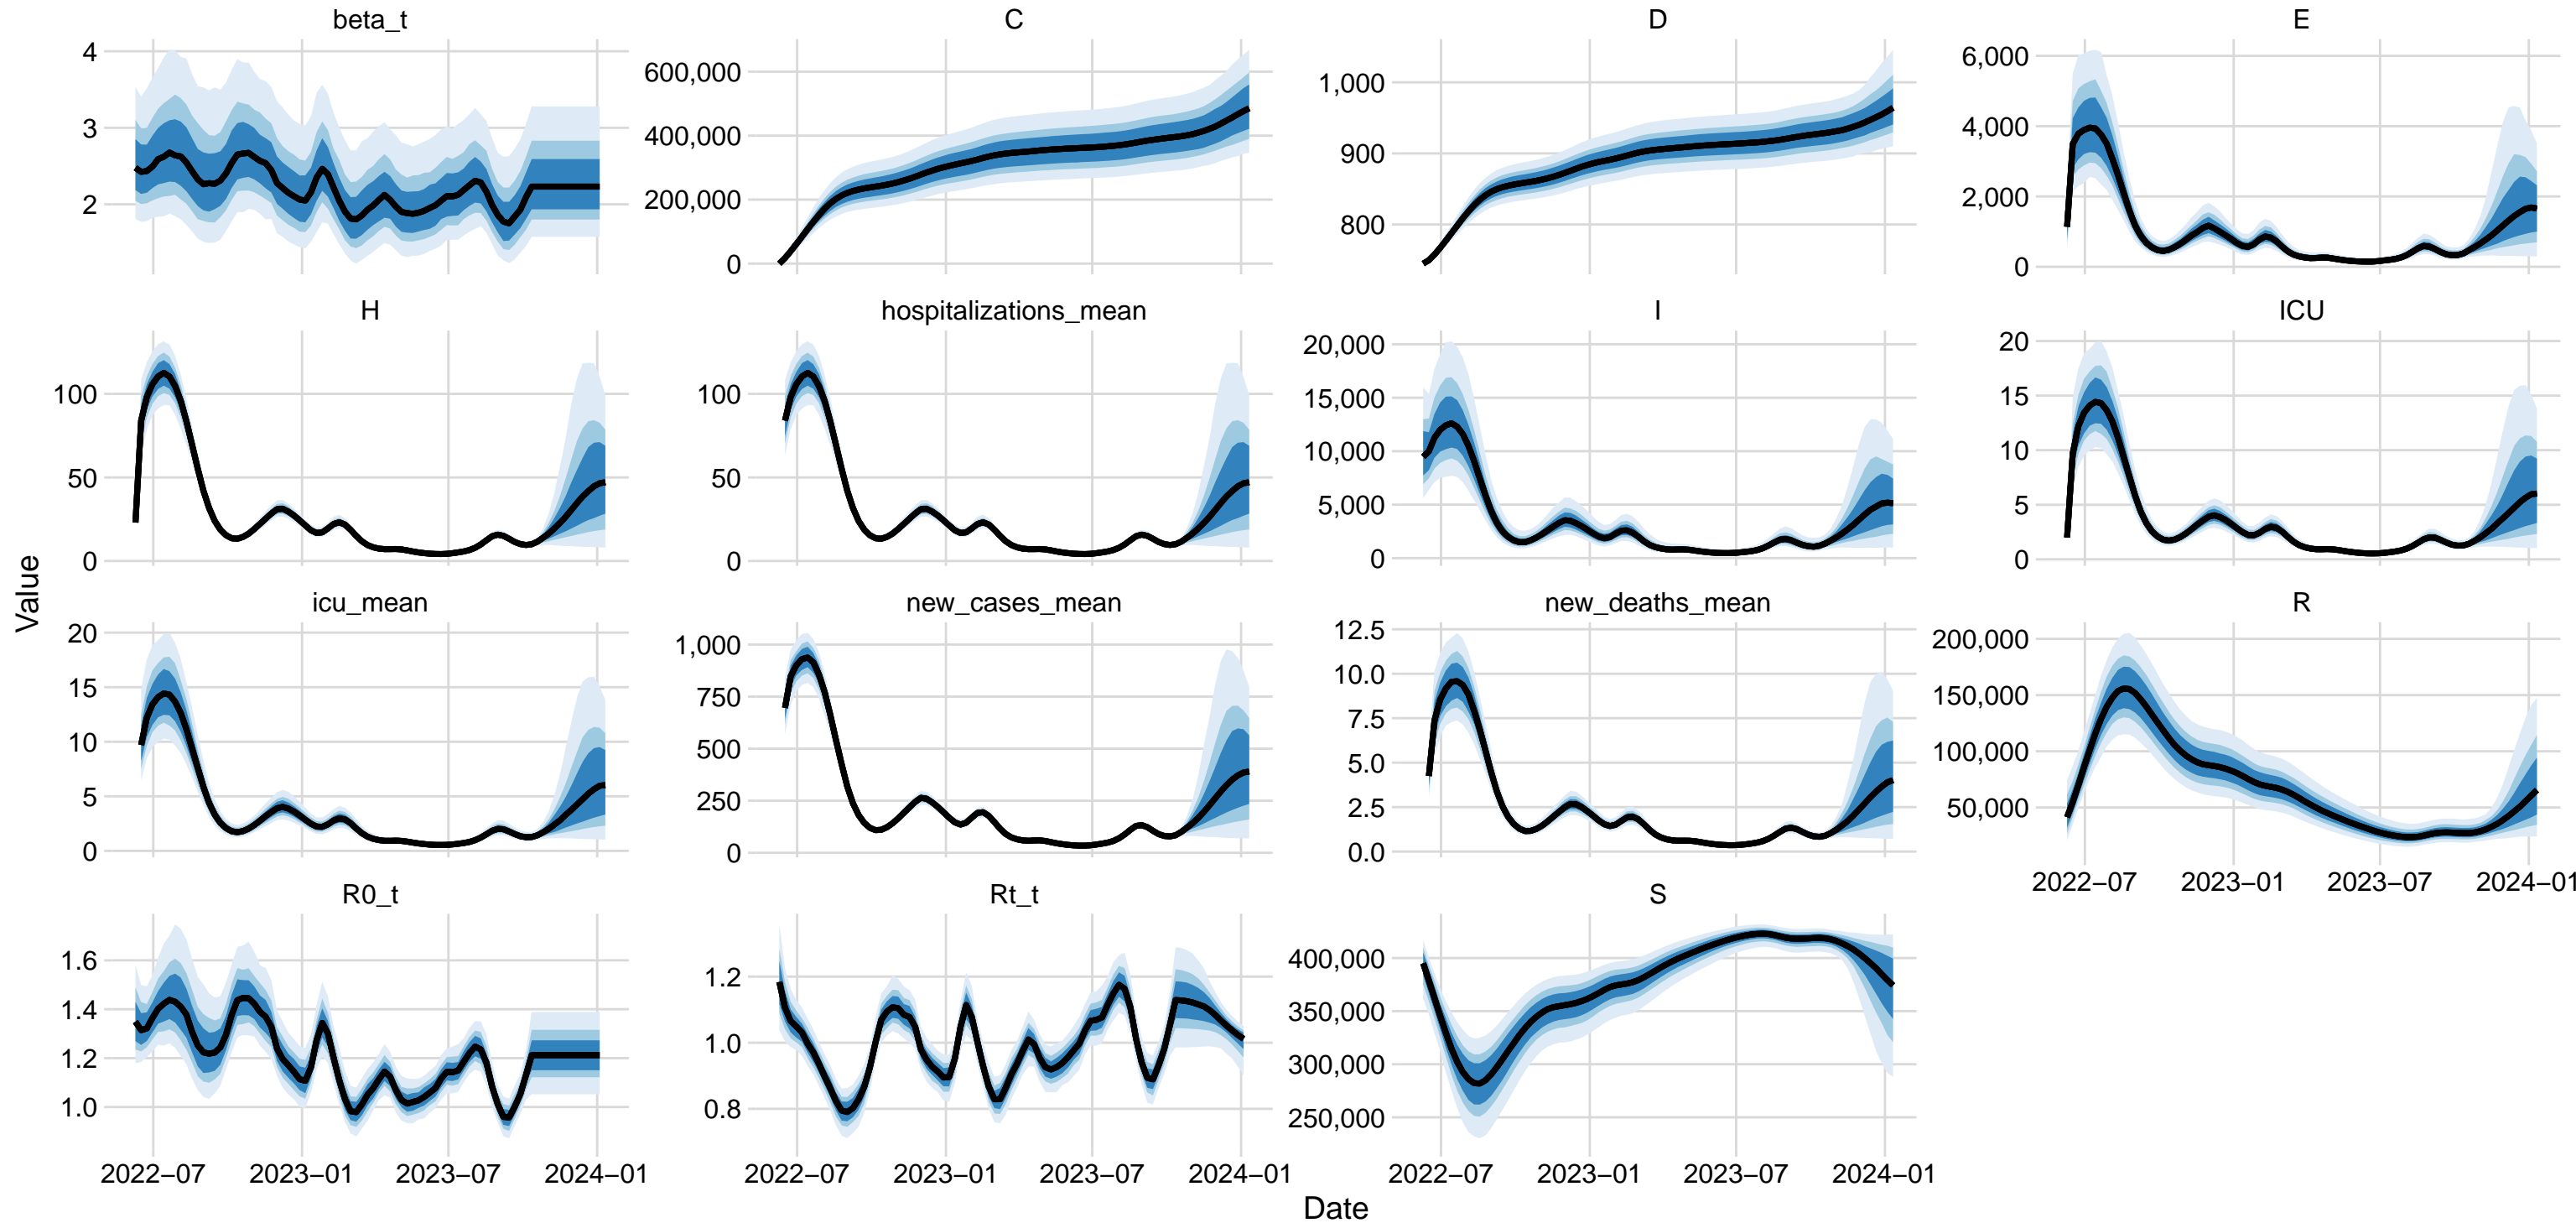 beta_t
C
D
E
4
3
2
600,000
400,000
200,000
0
1,000
900
800
6,000
4,000
2,000
0
H
hospitalizations_mean
I
ICU
100
50
0
100
50
0
20,000
15,000
10,000
5,000
0
20
15
10
5
0
icu_mean
new_cases_mean
new_deaths_mean
R
20
15
10
5
0
1,000
750
500
250
0
12.5
10.0
7.5
5.0
2.5
0.0
200,000
150,000
100,000
50,000
2022−07 2023−01 2023−07 2024−01
R0_t
Rt_t
S
1.6
1.4
1.2
1.0
1.2
1.0
0.8
400,000
350,000
300,000
250,000
2022−07 2023−01 2023−07 2024−01
2022−07 2023−01 2023−07 2024−01
2022−07 2023−01 2023−07 2024−01
Date
Value